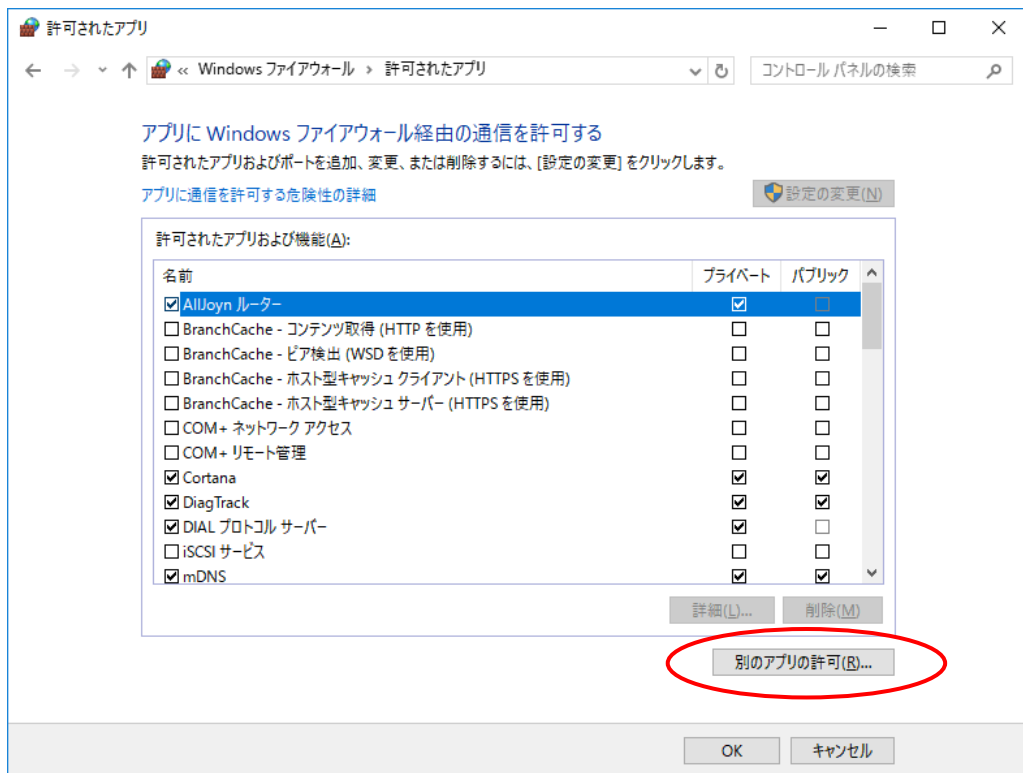 許可されたアプリ
« Windows ファイアウォール › 許可されたアプリ
コントロール パネルの検索
アプリに Windows ファイアウォール経由の通信を許可する
許可されたアプリおよびポートを追加、変更、または削除するには、[設定の変更] をクリックします。
アプリに通信を許可する危険性の詳細
設定の変更(N)
許可されたアプリおよび機能(A):
名前 プライベート パブリック
AllJoyn ルーター
BranchCache - コンテンツ取得 (HTTP を使用)
BranchCache - ピア検出 (WSD を使用)
BranchCache - ホスト型キャッシュ クライアント (HTTPS を使用)
BranchCache - ホスト型キャッシュ サーバー (HTTPS を使用)
COM+ ネットワーク アクセス
COM+ リモート管理
Cortana
DiagTrack
DIAL プロトコル サーバー
iSCSI サービス
mDNS
詳細(L)... 削除(M)
別のアプリの許可(R)...
OK キャンセル